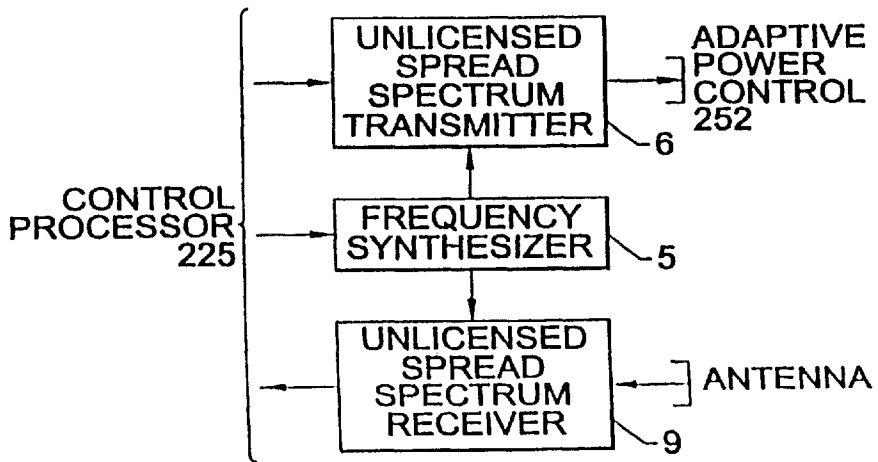 UNLICENSED
SPREAD
SPECTRUM
TRANSMITTER
6
ADAPTIVE
POWER
CONTROL
252
CONTROL
PROCESSOR
225
FREQUENCY
SYNTHESIZER
5
UNLICENSED
SPREAD
SPECTRUM
RECEIVER
9
ANTENNA